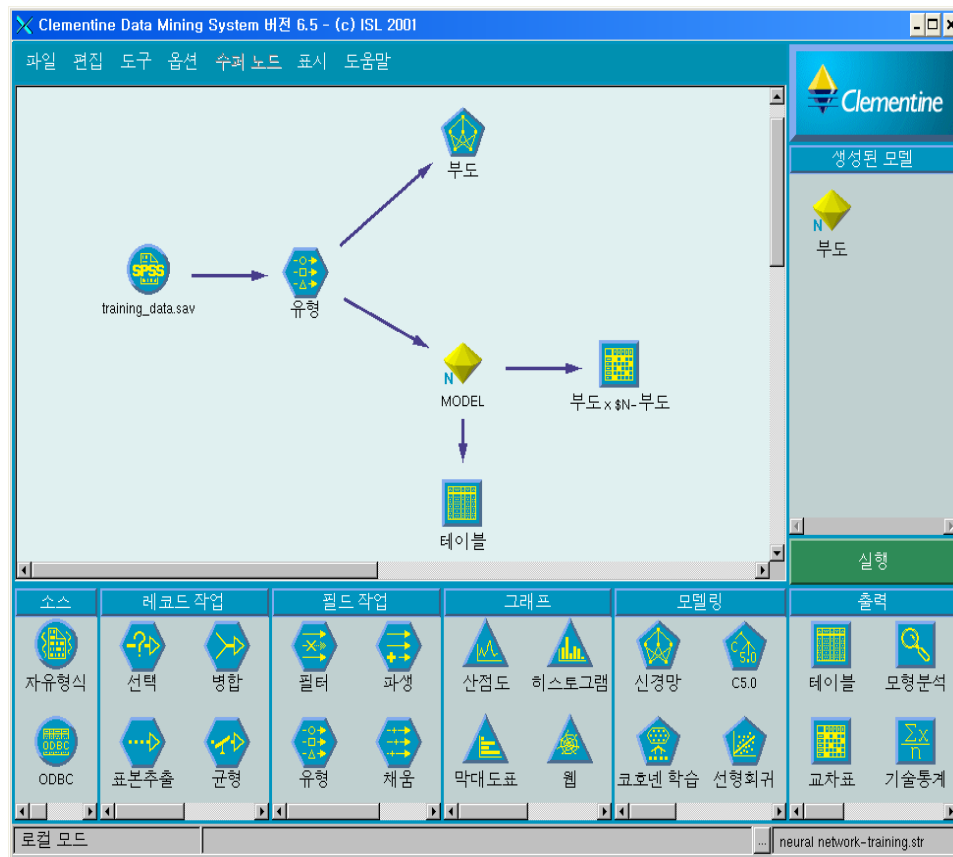 Clementine Data Mining System 버전 6.5 - (c) ISL 2001
파일 편집 도구 옵션 수퍼 노드 표시 도움말
Clementine
생성된 모델
N
부도
부도
SPSS
training_data.sav
유형
N
MODEL
부도 x $N-부도
테이블
실행
소스
레코드 작업
필드 작업
그래프
모델링
출력
자유형식
선택
병합
필터
파생
산점도
히스토그램
신경망
C5.0
C5.0
테이블
모형분석
ODBC
ODBC
표본추출
균형
유형
채움
막대도표
웹
코호넨 학습
선형회귀
교차표
Σx
n
기술통계
로컬 모드
...
neural network-training.str